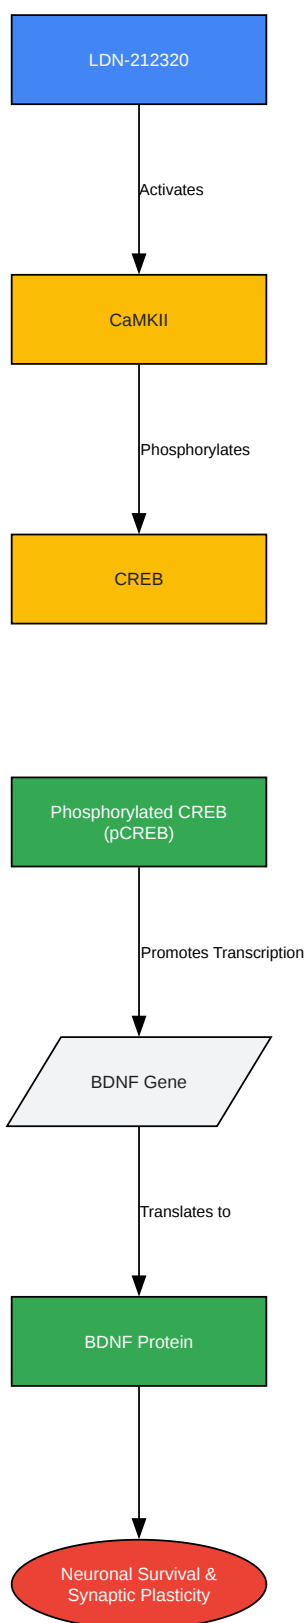 LDN-212320
Activates
CaMKII
Phosphorylates
CREB
Phosphorylated CREB
(pCREB)
Promotes Transcription
BDNF Gene
Translates to
BDNF Protein
Neuronal Survival &
Synaptic Plasticity